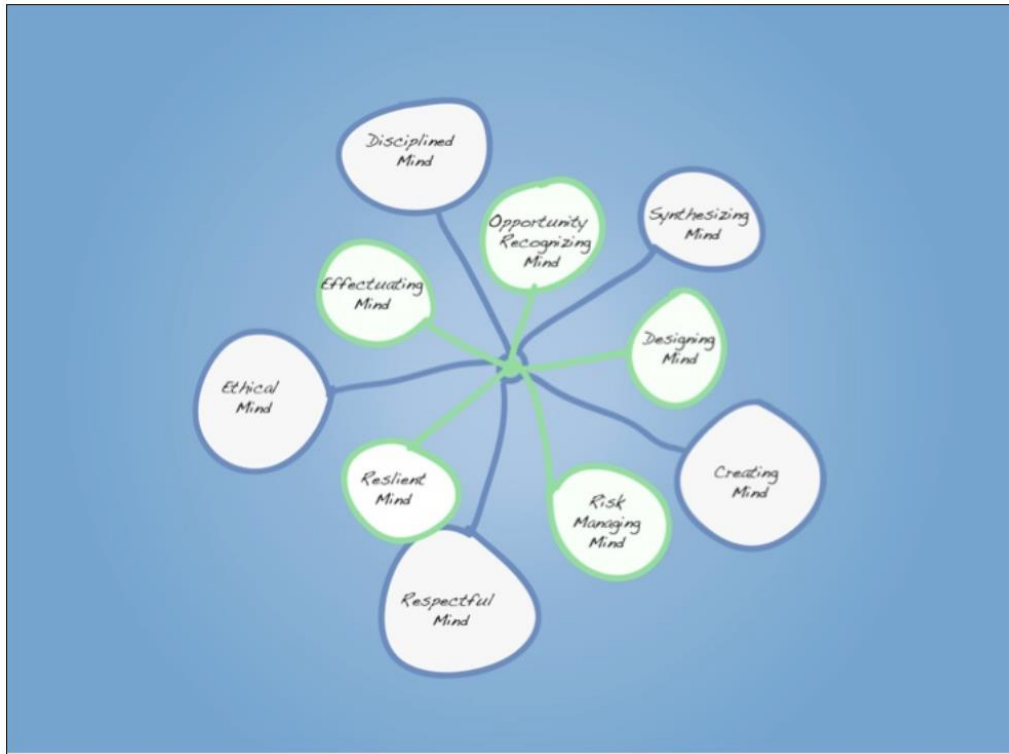 Disciplined
Mind
Opportunity
Recognizing
Mind
Synthesizing
Mind
Effectuating
Mind
Designing
Mind
Ethical
Mind
Reslient
Mind
Creating
Mind
Risk
Managing
Mind
Respectful
Mind